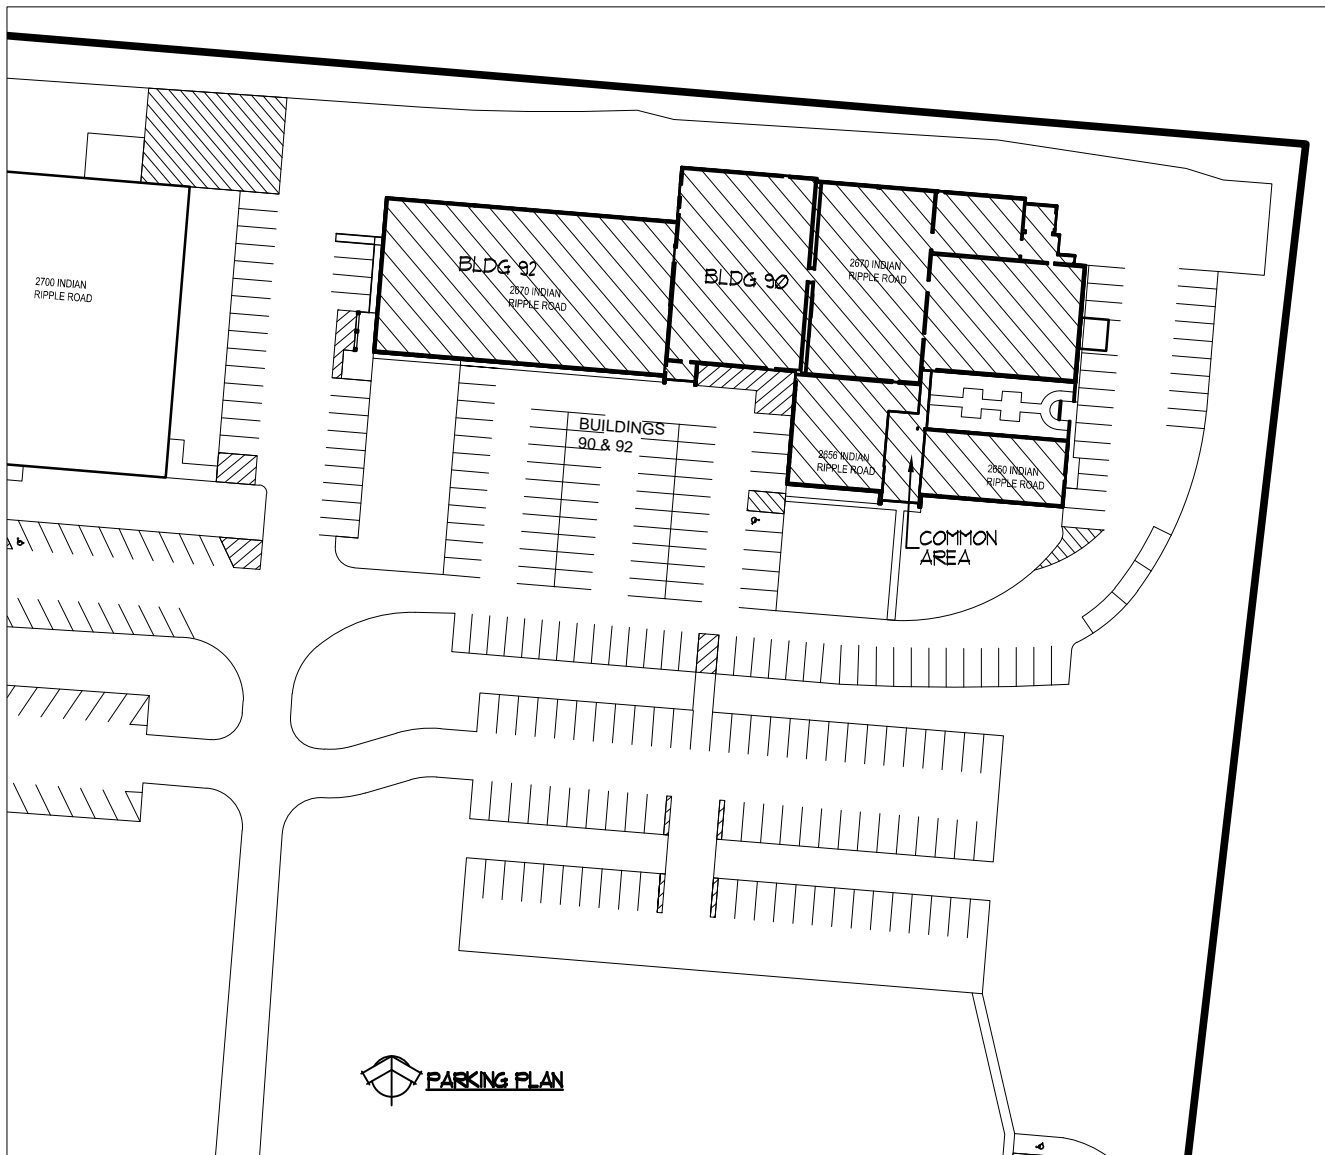 2700 INDIAN
RIPPLE ROAD
BLDG 92
2670 INDIAN
RIPPLE ROAD
BLDG 90
2670 INDIAN
RIPPLE ROAD
BUILDINGS
90 & 92
2656 INDIAN
RIPPLE ROAD
2650 INDIAN
RIPPLE ROAD
COMMON
AREA
PARKING PLAN